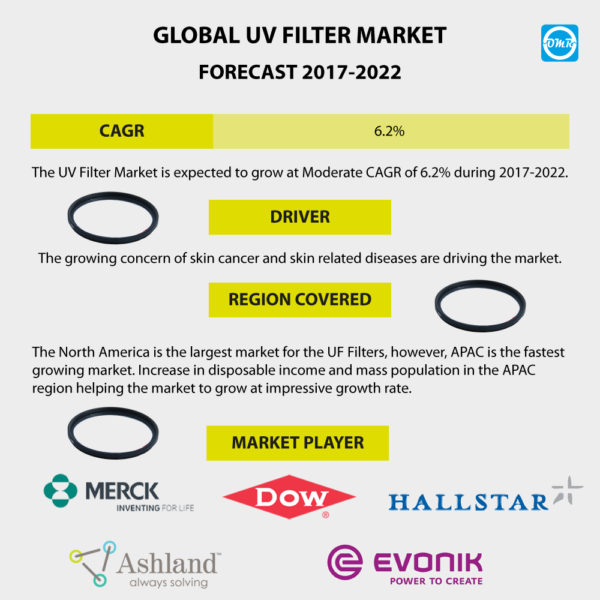 GLOBAL UV FILTER MARKET
OMR
FORECAST 2017-2022
CAGR
6.2%
The UV Filter Market is expected to grow at Moderate CAGR of 6.2% during 2017-2022.
DRIVER
The growing concern of skin cancer and skin related diseases are driving the market.
REGION COVERED
The North America is the largest market for the UF Filters, however, APAC is the fastest
growing market. Increase in disposable income and mass population in the APAC
region helping the market to grow at impressive growth rate.
MARKET PLAYER
MERCK
INVENTING FOR LIFE
Dow
®
HALLSTAR
Ashland™
always solving
EVONIK
POWER TO CREATE